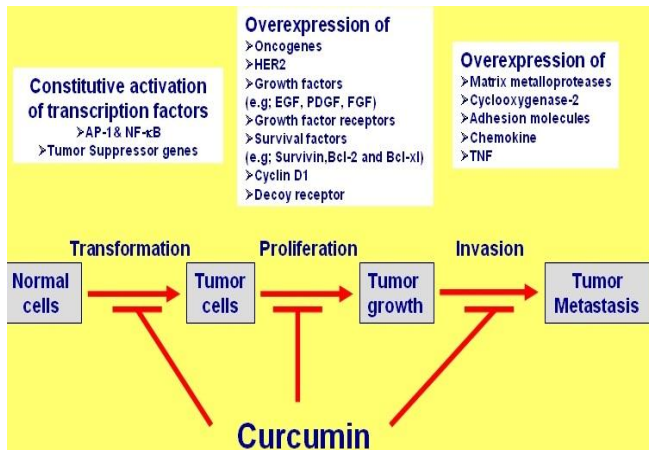 Constitutive activation
of transcription factors
➢AP-1& NF-κB
➢Tumor Suppressor genes
Overexpression of
➢Oncogenes
➢HER2
➢Growth factors
(e.g; EGF, PDGF, FGF)
➢Growth factor receptors
➢Survival factors
(e.g; Survivin,Bcl-2 and Bcl-xl)
➢Cyclin D1
➢Decoy receptor
Overexpression of
➢Matrix metalloproteases
➢Cyclooxygenase-2
➢Adhesion molecules
➢Chemokine
➢TNF
Transformation
Proliferation
Invasion
Normal
cells
Tumor
cells
Tumor
growth
Tumor
Metastasis
Curcumin